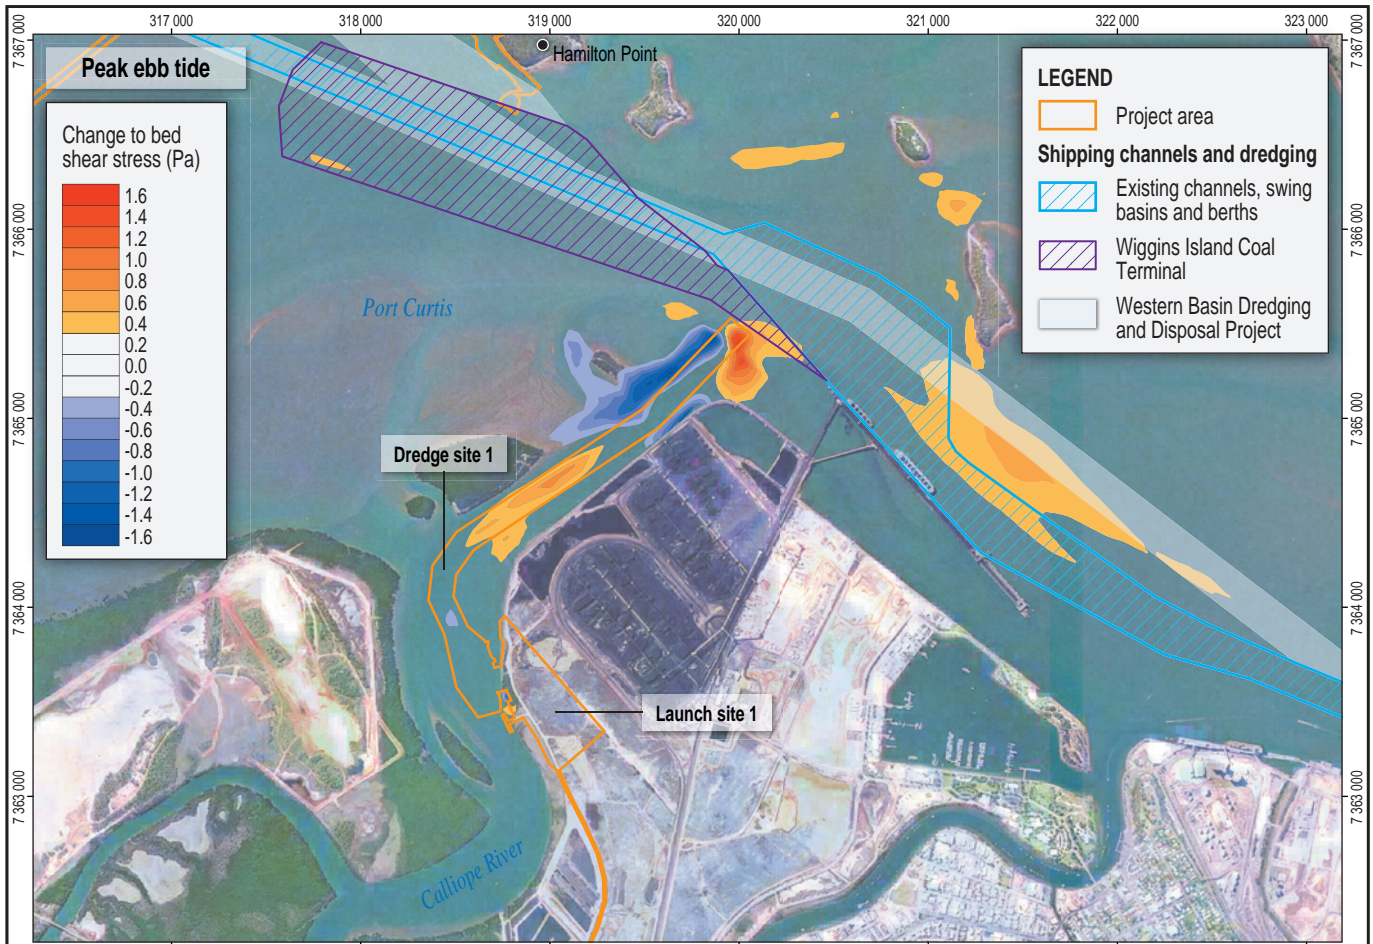 317 000
318 000
319 000
320 000
321 000
322 000
323 000
7 367 000
7 367 000
Peak ebb tide
Hamilton Point
Change to bed
shear stress (Pa)
1.6
1.4
1.2
1.0
0.8
0.6
0.4
0.2
0.0
-0.2
-0.4
-0.6
-0.8
-1.0
-1.2
-1.4
-1.6
LEGEND
Project area
Shipping channels and dredging
Existing channels, swing
basins and berths
Wiggins Island Coal
Terminal
Western Basin Dredging
and Disposal Project
7 366 000
7 366 000
Port Curtis
7 365 000
7 365 000
Dredge site 1
7 364 000
7 364 000
Launch site 1
7 363 000
7 363 000
Calliope River